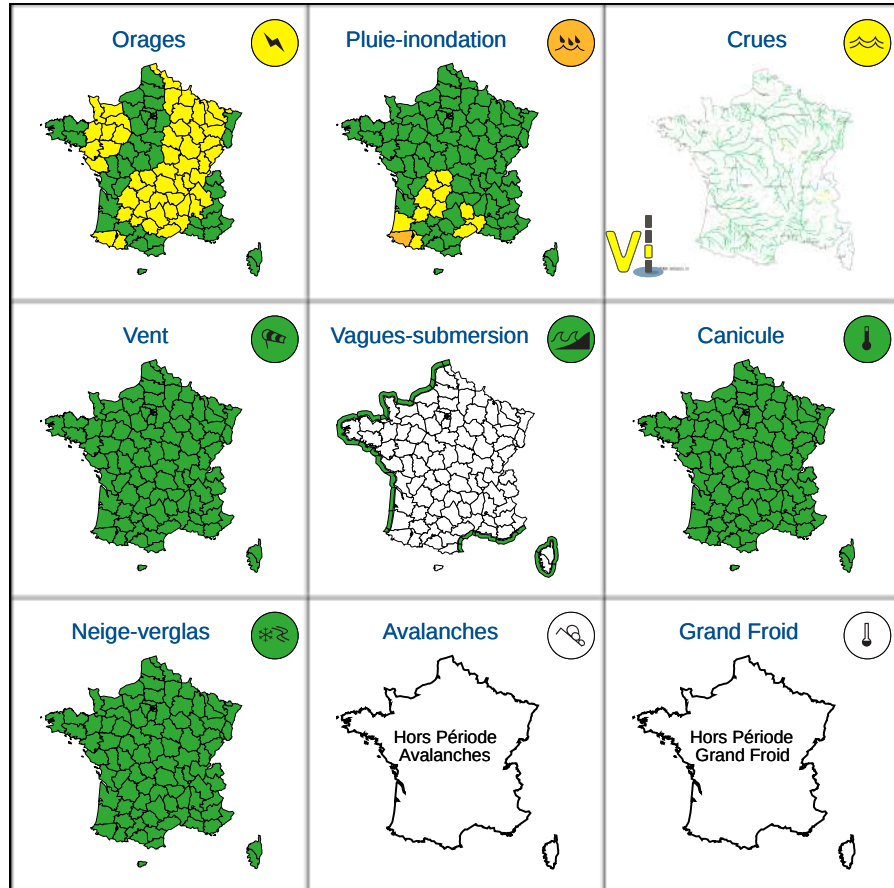 Orages
Pluie-inondation
Crues
Vi
Vent
Vagues-submersion
Canicule
Neige-verglas
Avalanches
Grand Froid
Hors Période
Avalanches
Hors Période
Grand Froid